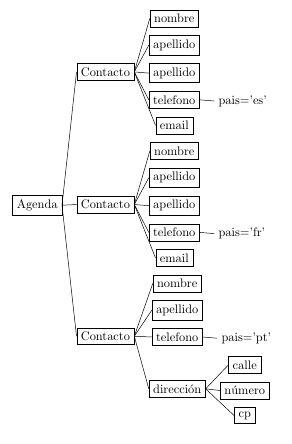 nombre
apellido
Contacto
apellido
telefono
pais='es'
email
nombre
apellido
Agenda
Contacto
apellido
telefono
pais='fr'
email
nombre
apellido
Contacto
telefono
pais='pt'
calle
dirección
número
cp